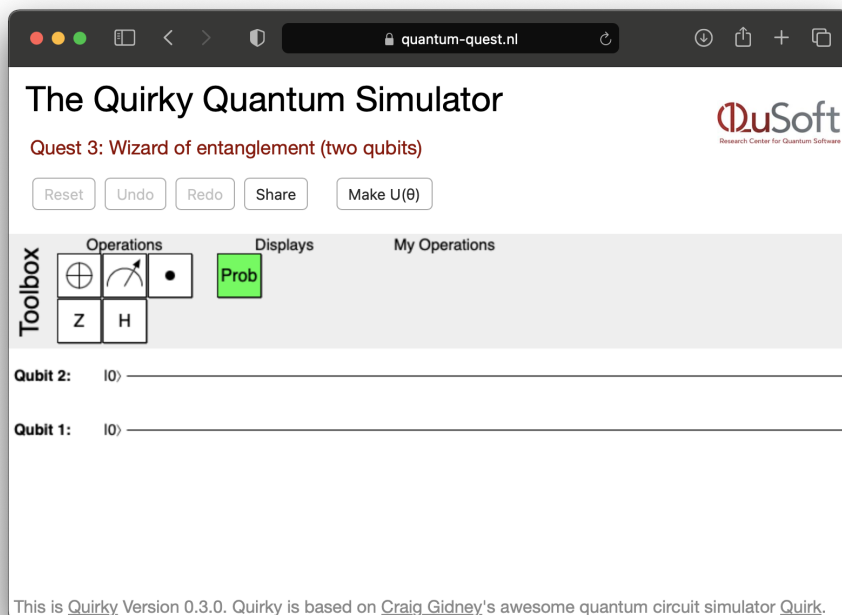 quantum-quest.nl
The Quirky Quantum Simulator
QuSoft
Research Center for Quantum Software
Quest 3: Wizard of entanglement (two qubits)
Reset Undo Redo Share Make U(θ)
Toolbox
Operations Displays My Operations
Prob
Z H
Qubit 2: |0⟩
Qubit 1: |0⟩
This is Quirky Version 0.3.0. Quirky is based on Craig Gidney's awesome quantum circuit simulator Quirk.